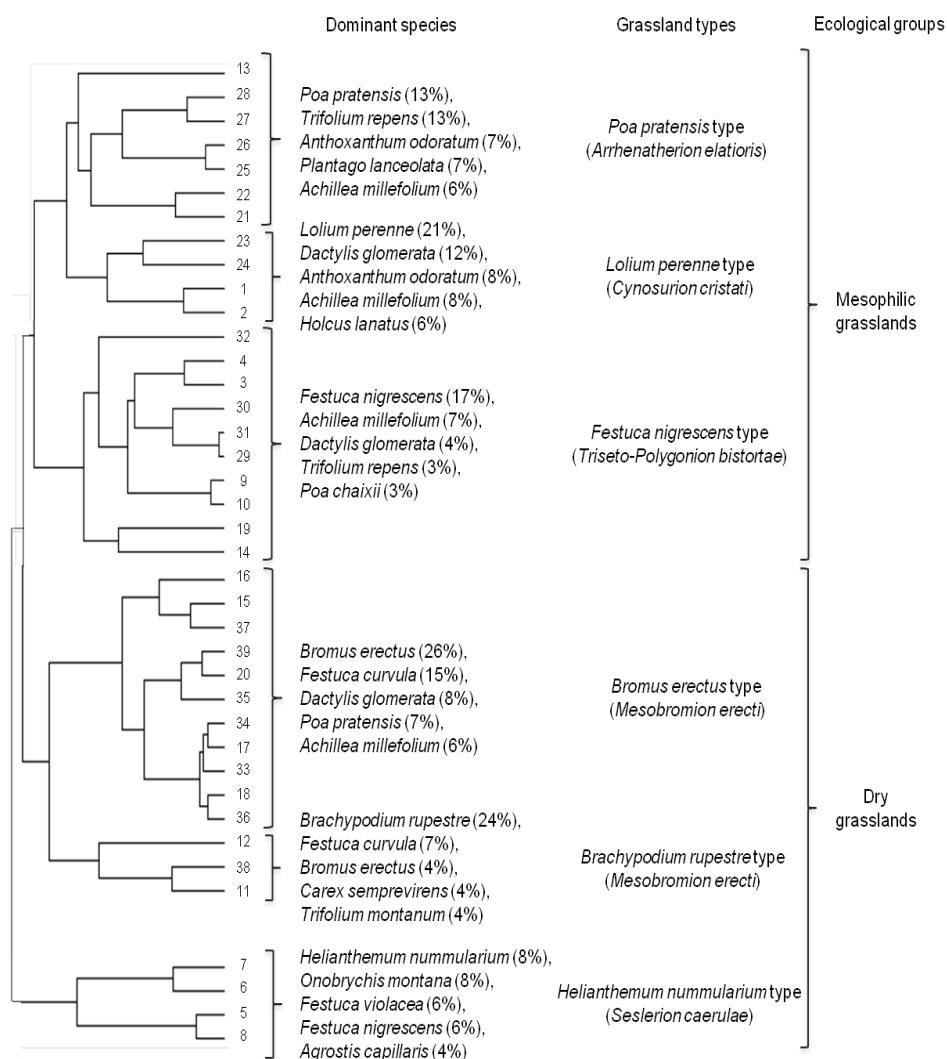 Dominant species Grassland types Ecological groups
13
28
27
26
25
22
21
Poa pratensis (13%),
Trifolium repens (13%),
Anthoxanthum odoratum (7%),
Plantago lanceolata (7%),
Achillea millefolium (6%)
Poa pratensis type
(Arrhenatherion elatioris)
23
24
1
2
Lolium perenne (21%),
Dactylis glomerata (12%),
Anthoxanthum odoratum (8%),
Achillea millefolium (8%),
Holcus lanatus (6%)
Lolium perenne type
(Cynosurion cristati)
32
4
3
30
31
29
9
10
19
14
Festuca nigrescens (17%),
Achillea millefolium (7%),
Dactylis glomerata (4%),
Trifolium repens (3%),
Poa chaixii (3%)
Festuca nigrescens type
(Triseto-Polygonion bistortae)
Mesophilic
grasslands
16
15
37
39
20
35
34
17
33
18
36
Bromus erectus (26%),
Festuca curvula (15%),
Dactylis glomerata (8%),
Poa pratensis (7%),
Achillea millefolium (6%)
Bromus erectus type
(Mesobromion erecti)
12
38
11
Brachypodium rupestre (24%),
Festuca curvula (7%),
Bromus erectus (4%),
Carex semprevirens (4%),
Trifolium montanum (4%)
Brachypodium rupestre type
(Mesobromion erecti)
7
6
5
8
Helianthemum nummularium (8%),
Onobrychis montana (8%),
Festuca violacea (6%),
Festuca nigrescens (6%),
Agrostis capillaris (4%)
Helianthemum nummularium type
(Seslerion caerulae)
Dry
grasslands